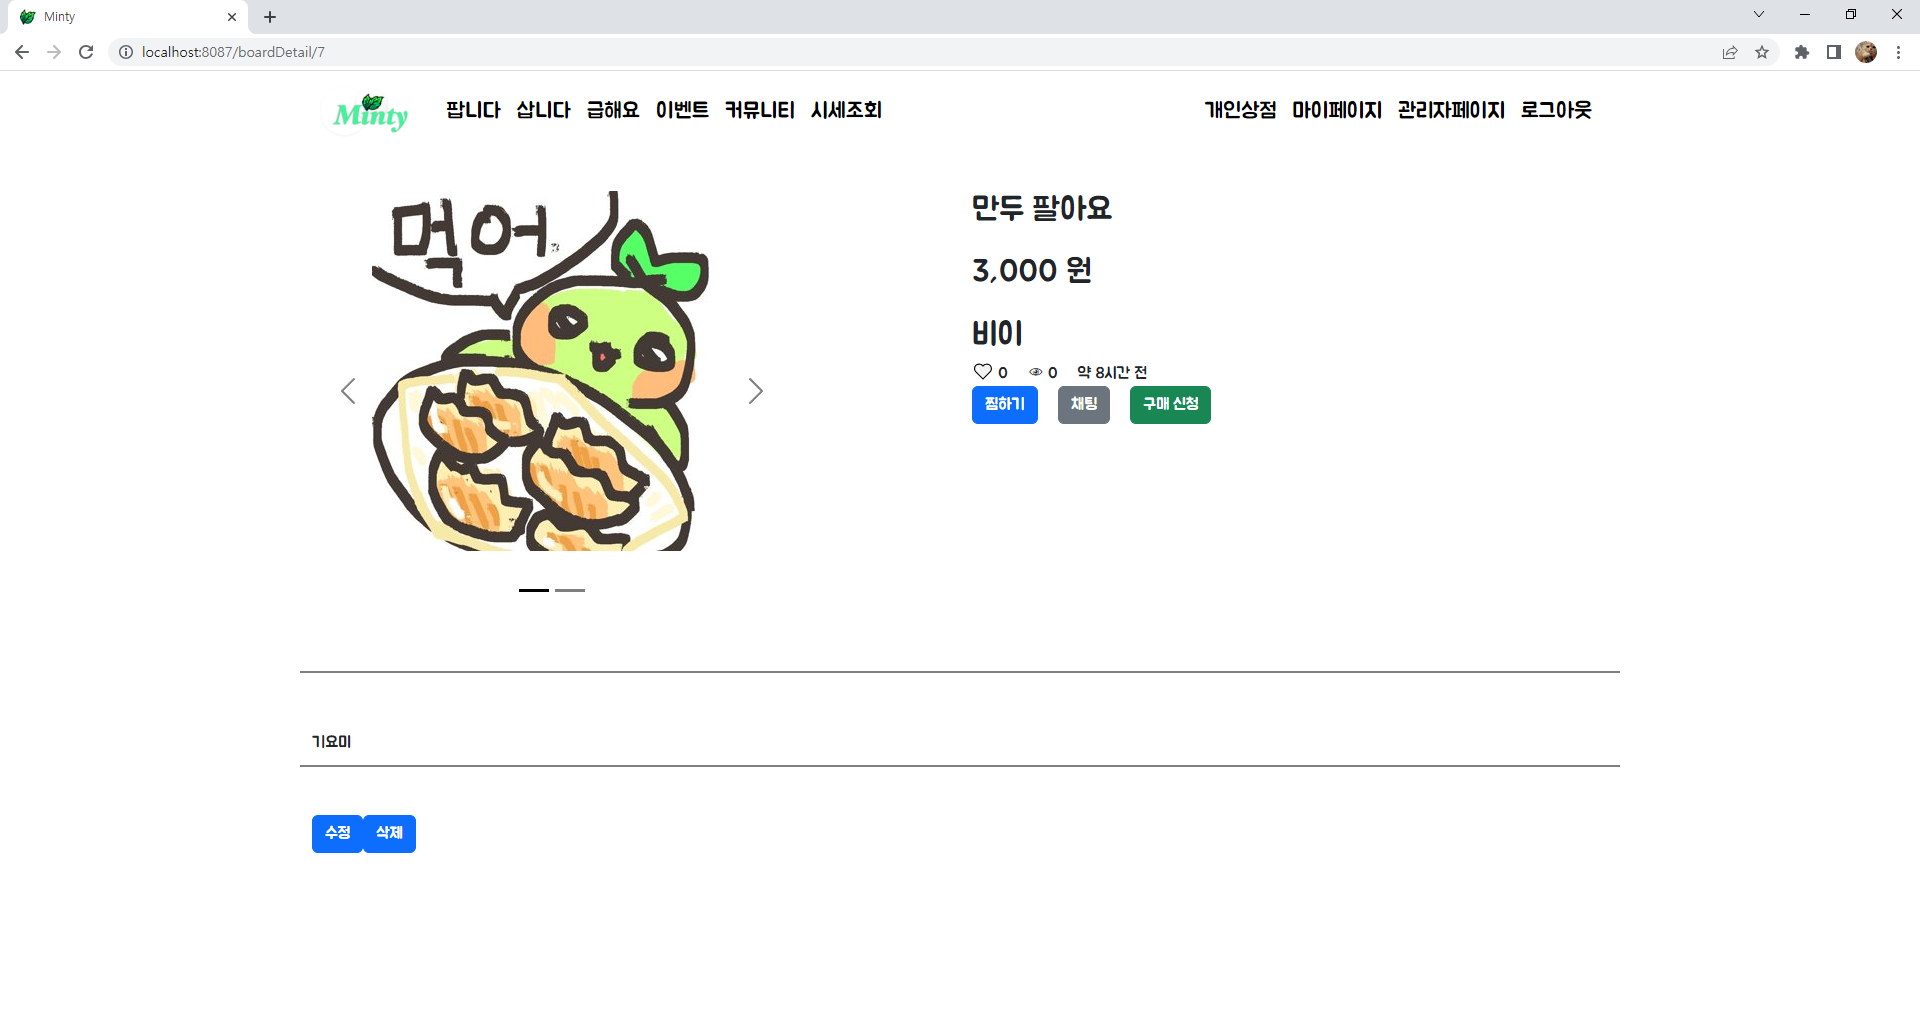 Minty
localhost:8087/boardDetail/7
Minty 팝니다 삽니다 급해요 이벤트 커뮤니티 시세조회 개인상점 마이페이지 관리자페이지 로그아웃
먹어
만두 팔아요
3,000 원
비이
0 0 약 8시간 전
찜하기 채팅 구매 신청
기요미
수정 삭제